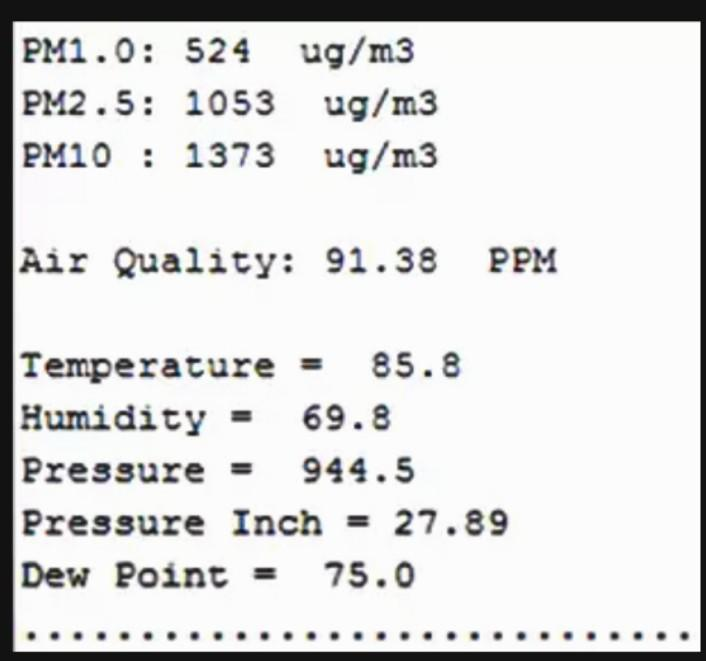 PM1.0: 524  ug/m3
PM2.5: 1053  ug/m3
PM10 : 1373  ug/m3
Air Quality: 91.38  PPM
Temperature =  85.8
Humidity =  69.8
Pressure =  944.5
Pressure Inch = 27.89
Dew Point =  75.0
..............................